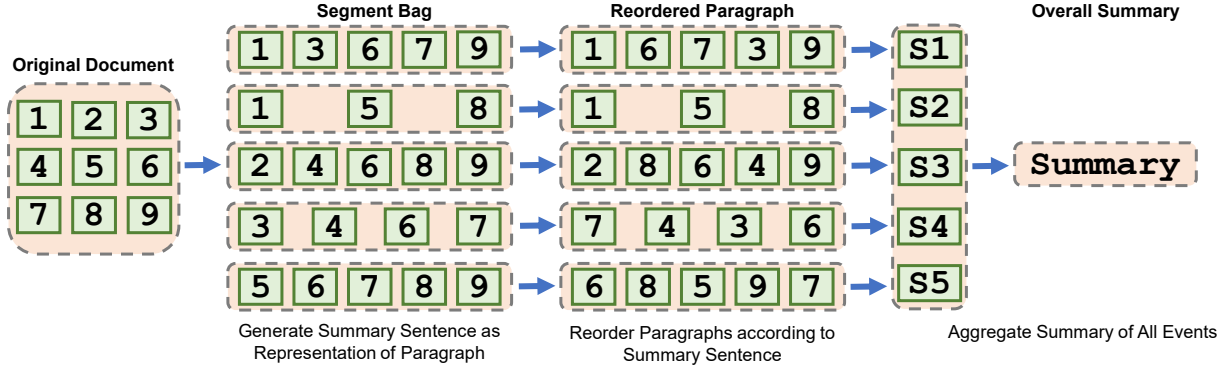 Segment Bag Reordered Paragraph Overall Summary
Original Document
1 3 6 7 9 1 6 7 3 9 S1
1 5 8 1 5 8 S2
2 4 6 8 9 2 8 6 4 9 S3
3 4 6 7 7 4 3 6 S4
5 6 7 8 9 6 8 5 9 7 S5
1 2 3
4 5 6
7 8 9
Summary
Generate Summary Sentence as
Representation of Paragraph
Reorder Paragraphs according to
Summary Sentence
Aggregate Summary of All Events